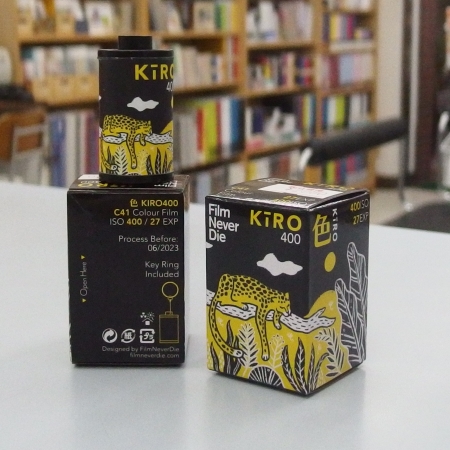 KiRO
400
色 KIRO400
C41 Colour Film
ISO 400 / 27 EXP
Process Before:
06/2023
Key Ring
Included
Open Here
Designed by FilmNeverDie
filmneverdie.com
Film
Never
Die
KiRO
400
色 KIRO
400ISO
27EXP